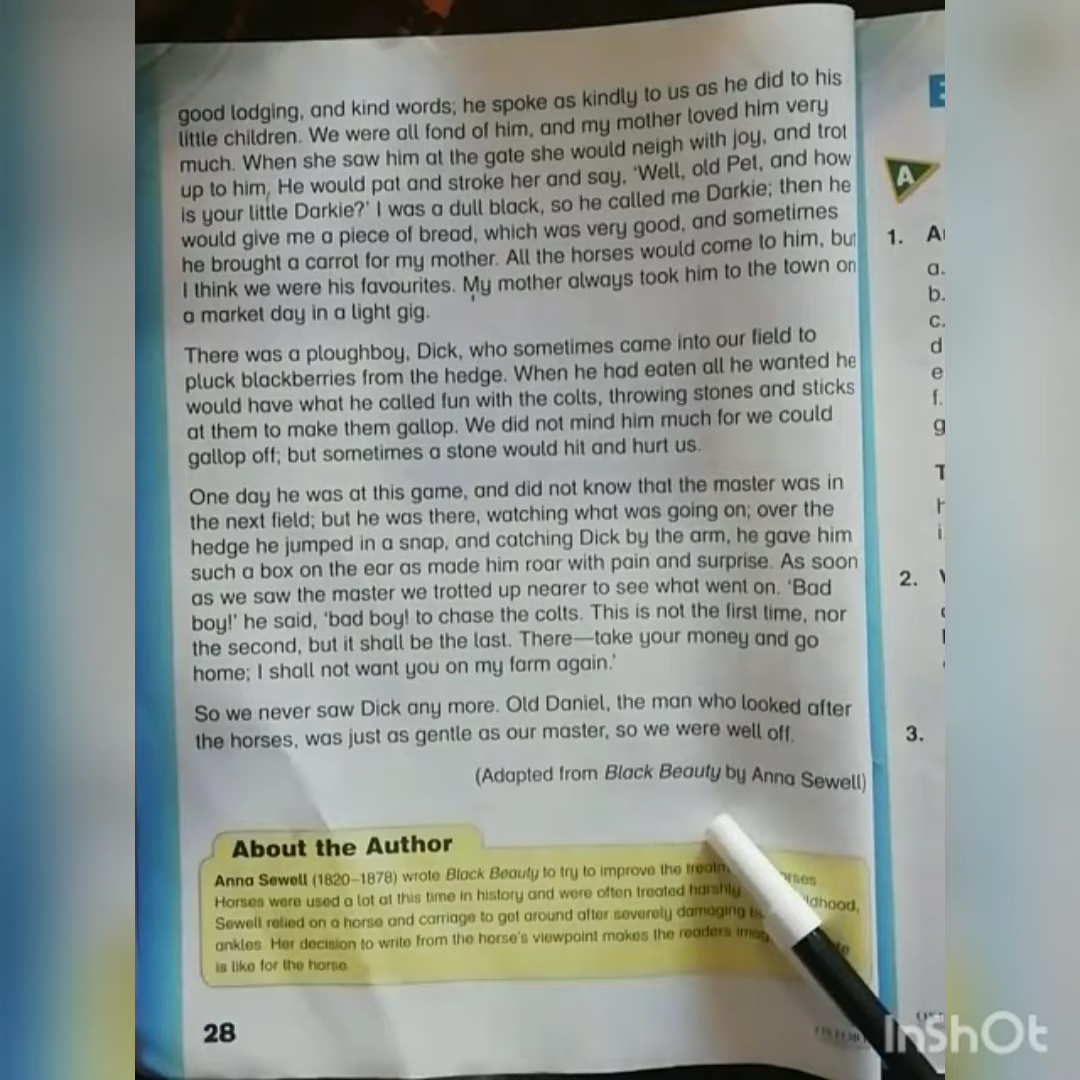 good lodging, and kind words; he spoke as kindly to us as he did to his
little children. We were all fond of him, and my mother loved him very
much. When she saw him at the gate she would neigh with joy, and trot
up to him. He would pat and stroke her and say, 'Well, old Pet, and how
is your little Darkie?' I was a dull black, so he called me Darkie; then he
would give me a piece of bread, which was very good, and sometimes
he brought a carrot for my mother. All the horses would come to him, but
I think we were his favourites. My mother always took him to the town on
a market day in a light gig.
There was a ploughboy, Dick, who sometimes came into our field to
pluck blackberries from the hedge. When he had eaten all he wanted he
would have what he called fun with the colts, throwing stones and sticks
at them to make them gallop. We did not mind him much for we could
gallop off; but sometimes a stone would hit and hurt us.
One day he was at this game, and did not know that the master was in
the next field; but he was there, watching what was going on; over the
hedge he jumped in a snap, and catching Dick by the arm, he gave him
such a box on the ear as made him roar with pain and surprise. As soon
as we saw the master we trotted up nearer to see what went on. 'Bad
boy!' he said, 'bad boy! to chase the colts. This is not the first time, nor
the second, but it shall be the last. There—take your money and go
home; I shall not want you on my farm again.'
So we never saw Dick any more. Old Daniel, the man who looked after
the horses, was just as gentle as our master, so we were well off.
(Adapted from Black Beauty by Anna Sewell)
About the Author
Anna Sewell (1820–1878) wrote Black Beauty to try to improve the
Horses were used a lot at this time in history and were often treated harshly
Sewell relied on a horse and carriage to get around after severely damaging
ankles. Her decision to write from the horse's viewpoint makes the readers
is like for the horse
28
A
1.
a.
b.
c.
d
e
f.
g
i.
2.
3.
InShOt